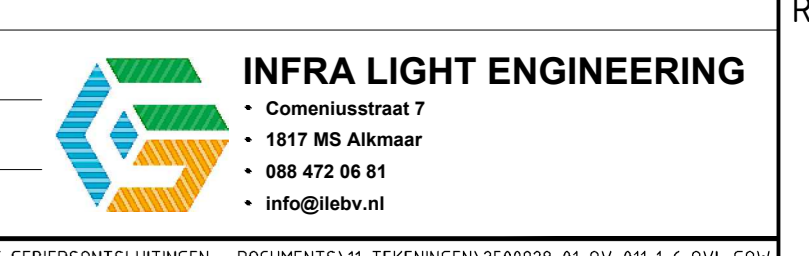 R
INFRA LIGHT ENGINEERING
• Comeniusstraat 7
• 1817 MS Alkmaar
• 088 472 06 81
• info@ilebv.nl